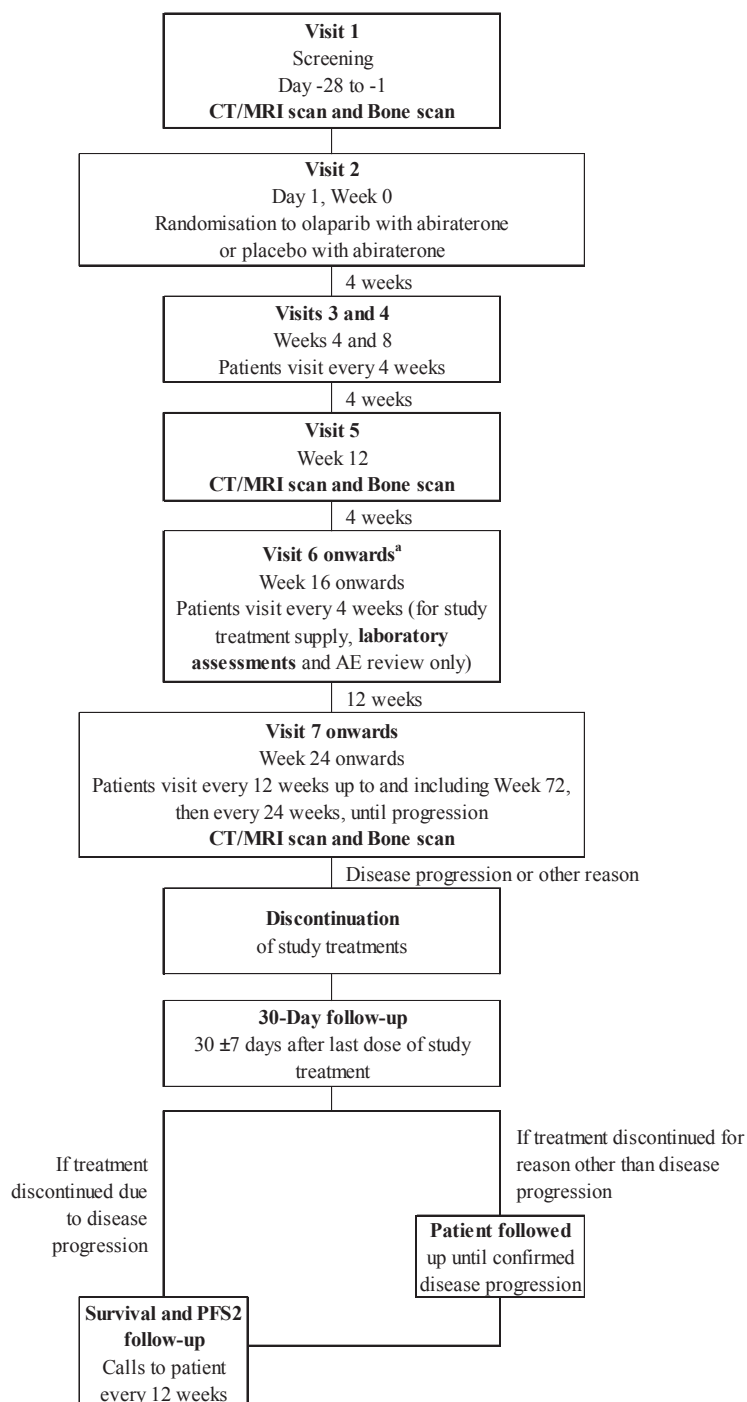 Visit 1
Screening
Day -28 to -1
CT/MRI scan and Bone scan
Visit 2
Day 1, Week 0
Randomisation to olaparib with abiraterone
or placebo with abiraterone
4 weeks
Visits 3 and 4
Weeks 4 and 8
Patients visit every 4 weeks
4 weeks
Visit 5
Week 12
CT/MRI scan and Bone scan
4 weeks
Visit 6 onwardsa
Week 16 onwards
Patients visit every 4 weeks (for study
treatment supply, laboratory
assessments and AE review only)
12 weeks
Visit 7 onwards
Week 24 onwards
Patients visit every 12 weeks up to and including Week 72,
then every 24 weeks, until progression
CT/MRI scan and Bone scan
Disease progression or other reason
Discontinuation
of study treatments
30-Day follow-up
30 ±7 days after last dose of study
treatment
If treatment
discontinued due
to disease
progression
If treatment discontinued for
reason other than disease
progression
Patient followed
up until confirmed
disease progression
Survival and PFS2
follow-up
Calls to patient
every 12 weeks